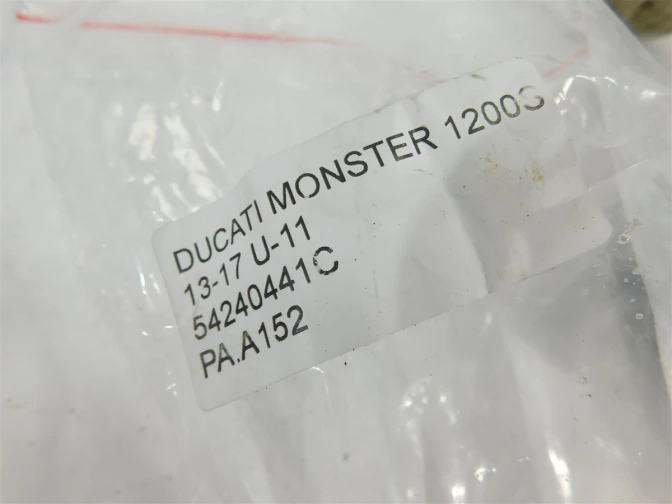 DUCATI MONSTER 1200S
13-17 U-11
54240441C
PA.A152